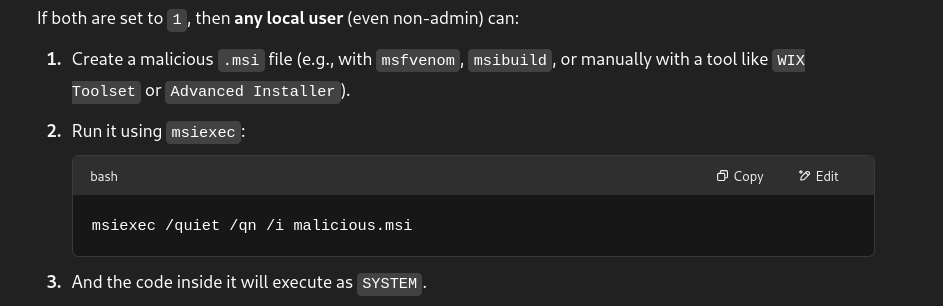 If both are set to 1, then any local user (even non-admin) can:
1. Create a malicious .msi file (e.g., with msfvenom, msibuild, or manually with a tool like WIX
Toolset or Advanced Installer).
2. Run it using msiexec:
bash Copy Edit
msiexec /quiet /qn /i malicious.msi
3. And the code inside it will execute as SYSTEM.